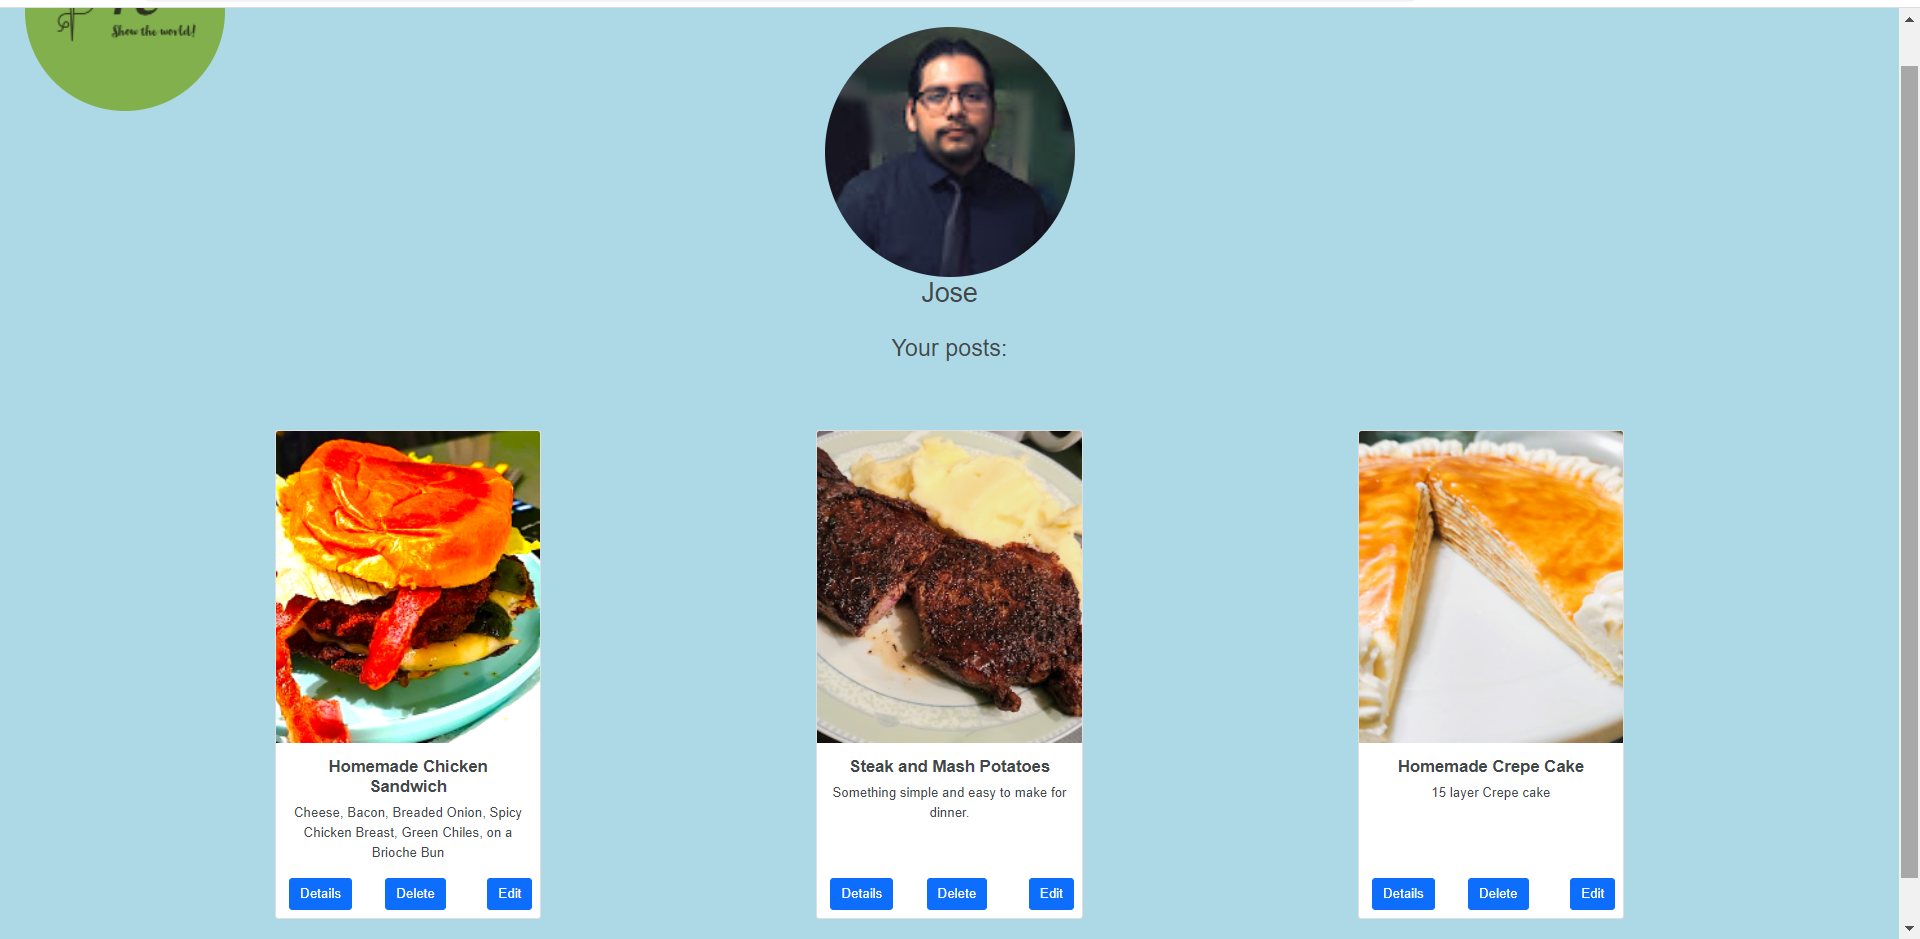 Show the world!
Jose
Your posts:
Homemade Chicken
Sandwich
Cheese, Bacon, Breaded Onion, Spicy
Chicken Breast, Green Chiles, on a
Brioche Bun
Details Delete Edit
Steak and Mash Potatoes
Something simple and easy to make for
dinner.
Details Delete Edit
Homemade Crepe Cake
15 layer Crepe cake
Details Delete Edit